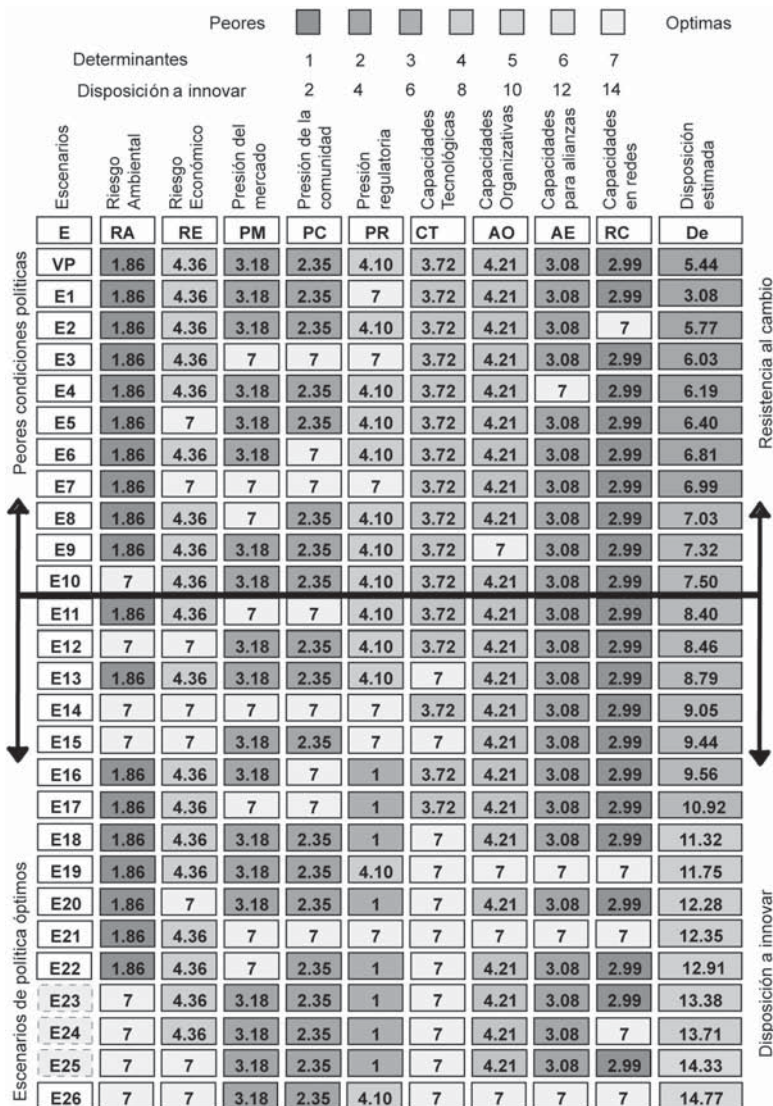 Peores Optimas
Determinantes 1 2 3 4 5 6 7
Disposición a innovar 2 4 6 8 10 12 14
Escenarios
Riesgo Ambiental
Riesgo Económico
Presión del mercado
Presión de la comunidad
Presión regulatoria
Capacidades Tecnológicas
Capacidades Organizativas
Capacidades para alianzas
Capacidades en redes
Disposición estimada
E RA RE PM PC PR CT AO AE RC De
VP 1.86 4.36 3.18 2.35 4.10 3.72 4.21 3.08 2.99 5.44
E1 1.86 4.36 3.18 2.35 7 3.72 4.21 3.08 2.99 3.08
E2 1.86 4.36 3.18 2.35 4.10 3.72 4.21 3.08 7 5.77
E3 1.86 4.36 7 7 7 3.72 4.21 3.08 2.99 6.03
E4 1.86 4.36 3.18 2.35 4.10 3.72 4.21 7 2.99 6.19
E5 1.86 7 3.18 2.35 4.10 3.72 4.21 3.08 2.99 6.40
E6 1.86 4.36 3.18 7 4.10 3.72 4.21 3.08 2.99 6.81
E7 1.86 7 7 7 7 3.72 4.21 3.08 2.99 6.99
E8 1.86 4.36 7 2.35 4.10 3.72 4.21 3.08 2.99 7.03
E9 1.86 4.36 3.18 2.35 4.10 3.72 7 3.08 2.99 7.32
E10 7 4.36 3.18 2.35 4.10 3.72 4.21 3.08 2.99 7.50
E11 1.86 4.36 7 7 4.10 3.72 4.21 3.08 2.99 8.40
E12 7 7 3.18 2.35 4.10 3.72 4.21 3.08 2.99 8.46
E13 1.86 4.36 3.18 2.35 4.10 7 4.21 3.08 2.99 8.79
E14 7 7 7 7 7 3.72 4.21 3.08 2.99 9.05
E15 7 7 3.18 2.35 7 7 4.21 3.08 2.99 9.44
E16 1.86 4.36 3.18 7 1 3.72 4.21 3.08 2.99 9.56
E17 1.86 4.36 7 7 1 3.72 4.21 3.08 2.99 10.92
E18 1.86 4.36 3.18 2.35 1 7 4.21 3.08 2.99 11.32
E19 1.86 4.36 3.18 2.35 4.10 7 7 7 7 11.75
E20 1.86 7 3.18 2.35 1 7 4.21 3.08 2.99 12.28
E21 1.86 4.36 7 7 7 7 7 7 7 12.35
E22 1.86 4.36 7 2.35 1 7 4.21 3.08 2.99 12.91
E23 7 4.36 3.18 2.35 1 7 4.21 3.08 2.99 13.38
E24 7 4.36 3.18 2.35 1 7 4.21 3.08 7 13.71
E25 7 7 3.18 2.35 1 7 4.21 3.08 2.99 14.33
E26 7 7 3.18 2.35 4.10 7 7 7 7 14.77
Peores condiciones políticas
Escenarios de política óptimos
Resistencia al cambio
Disposición a innovar